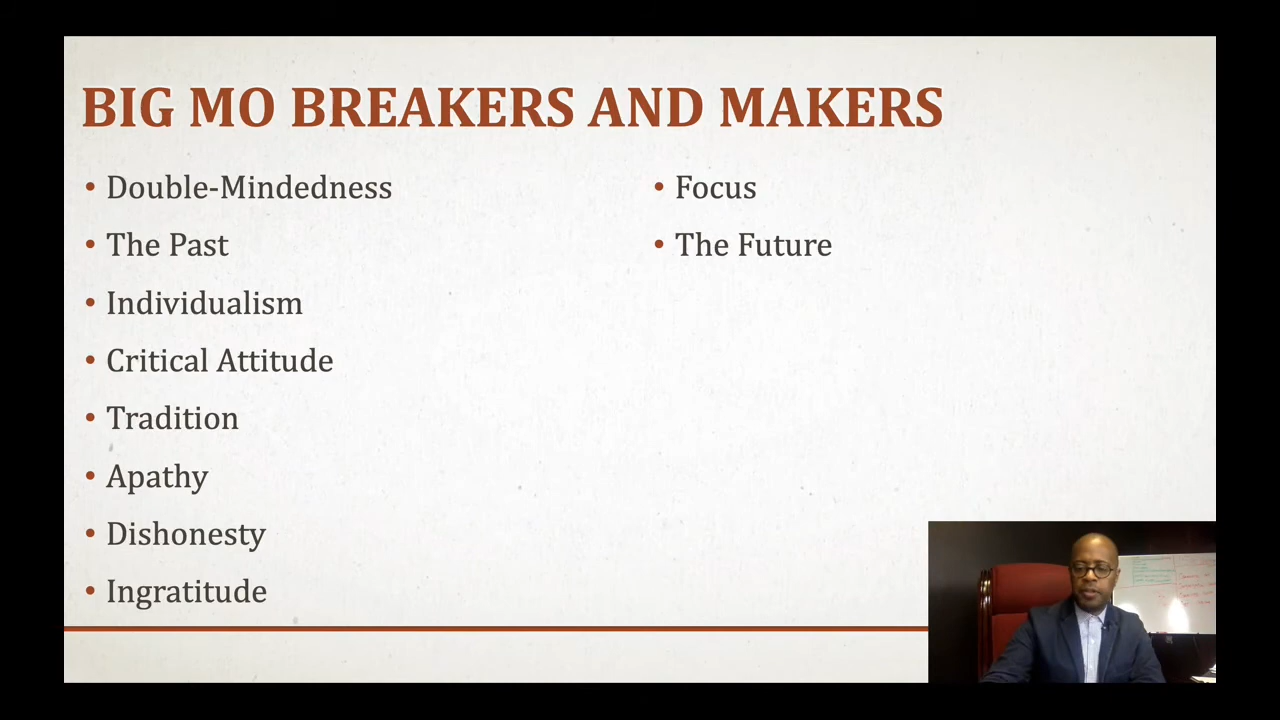 BIG MO BREAKERS AND MAKERS
• Double-Mindedness
• The Past
• Individualism
• Critical Attitude
• Tradition
• Apathy
• Dishonesty
• Ingratitude
• Focus
• The Future